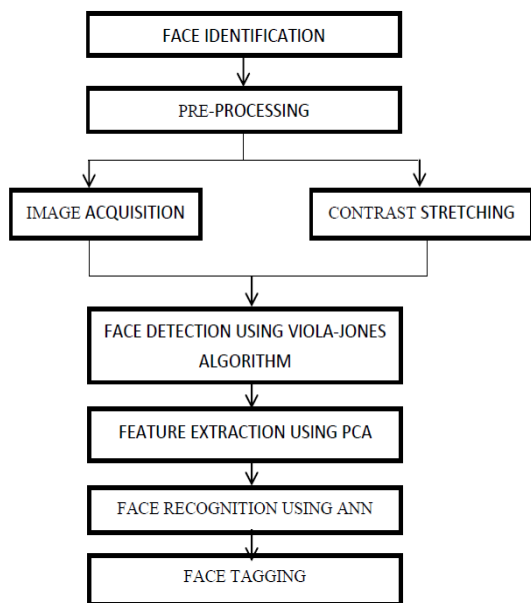 FACE IDENTIFICATION
PRE-PROCESSING
IMAGE ACQUISITION
CONTRAST STRETCHING
FACE DETECTION USING VIOLA-JONES
ALGORITHM
FEATURE EXTRACTION USING PCA
FACE RECOGNITION USING ANN
FACE TAGGING